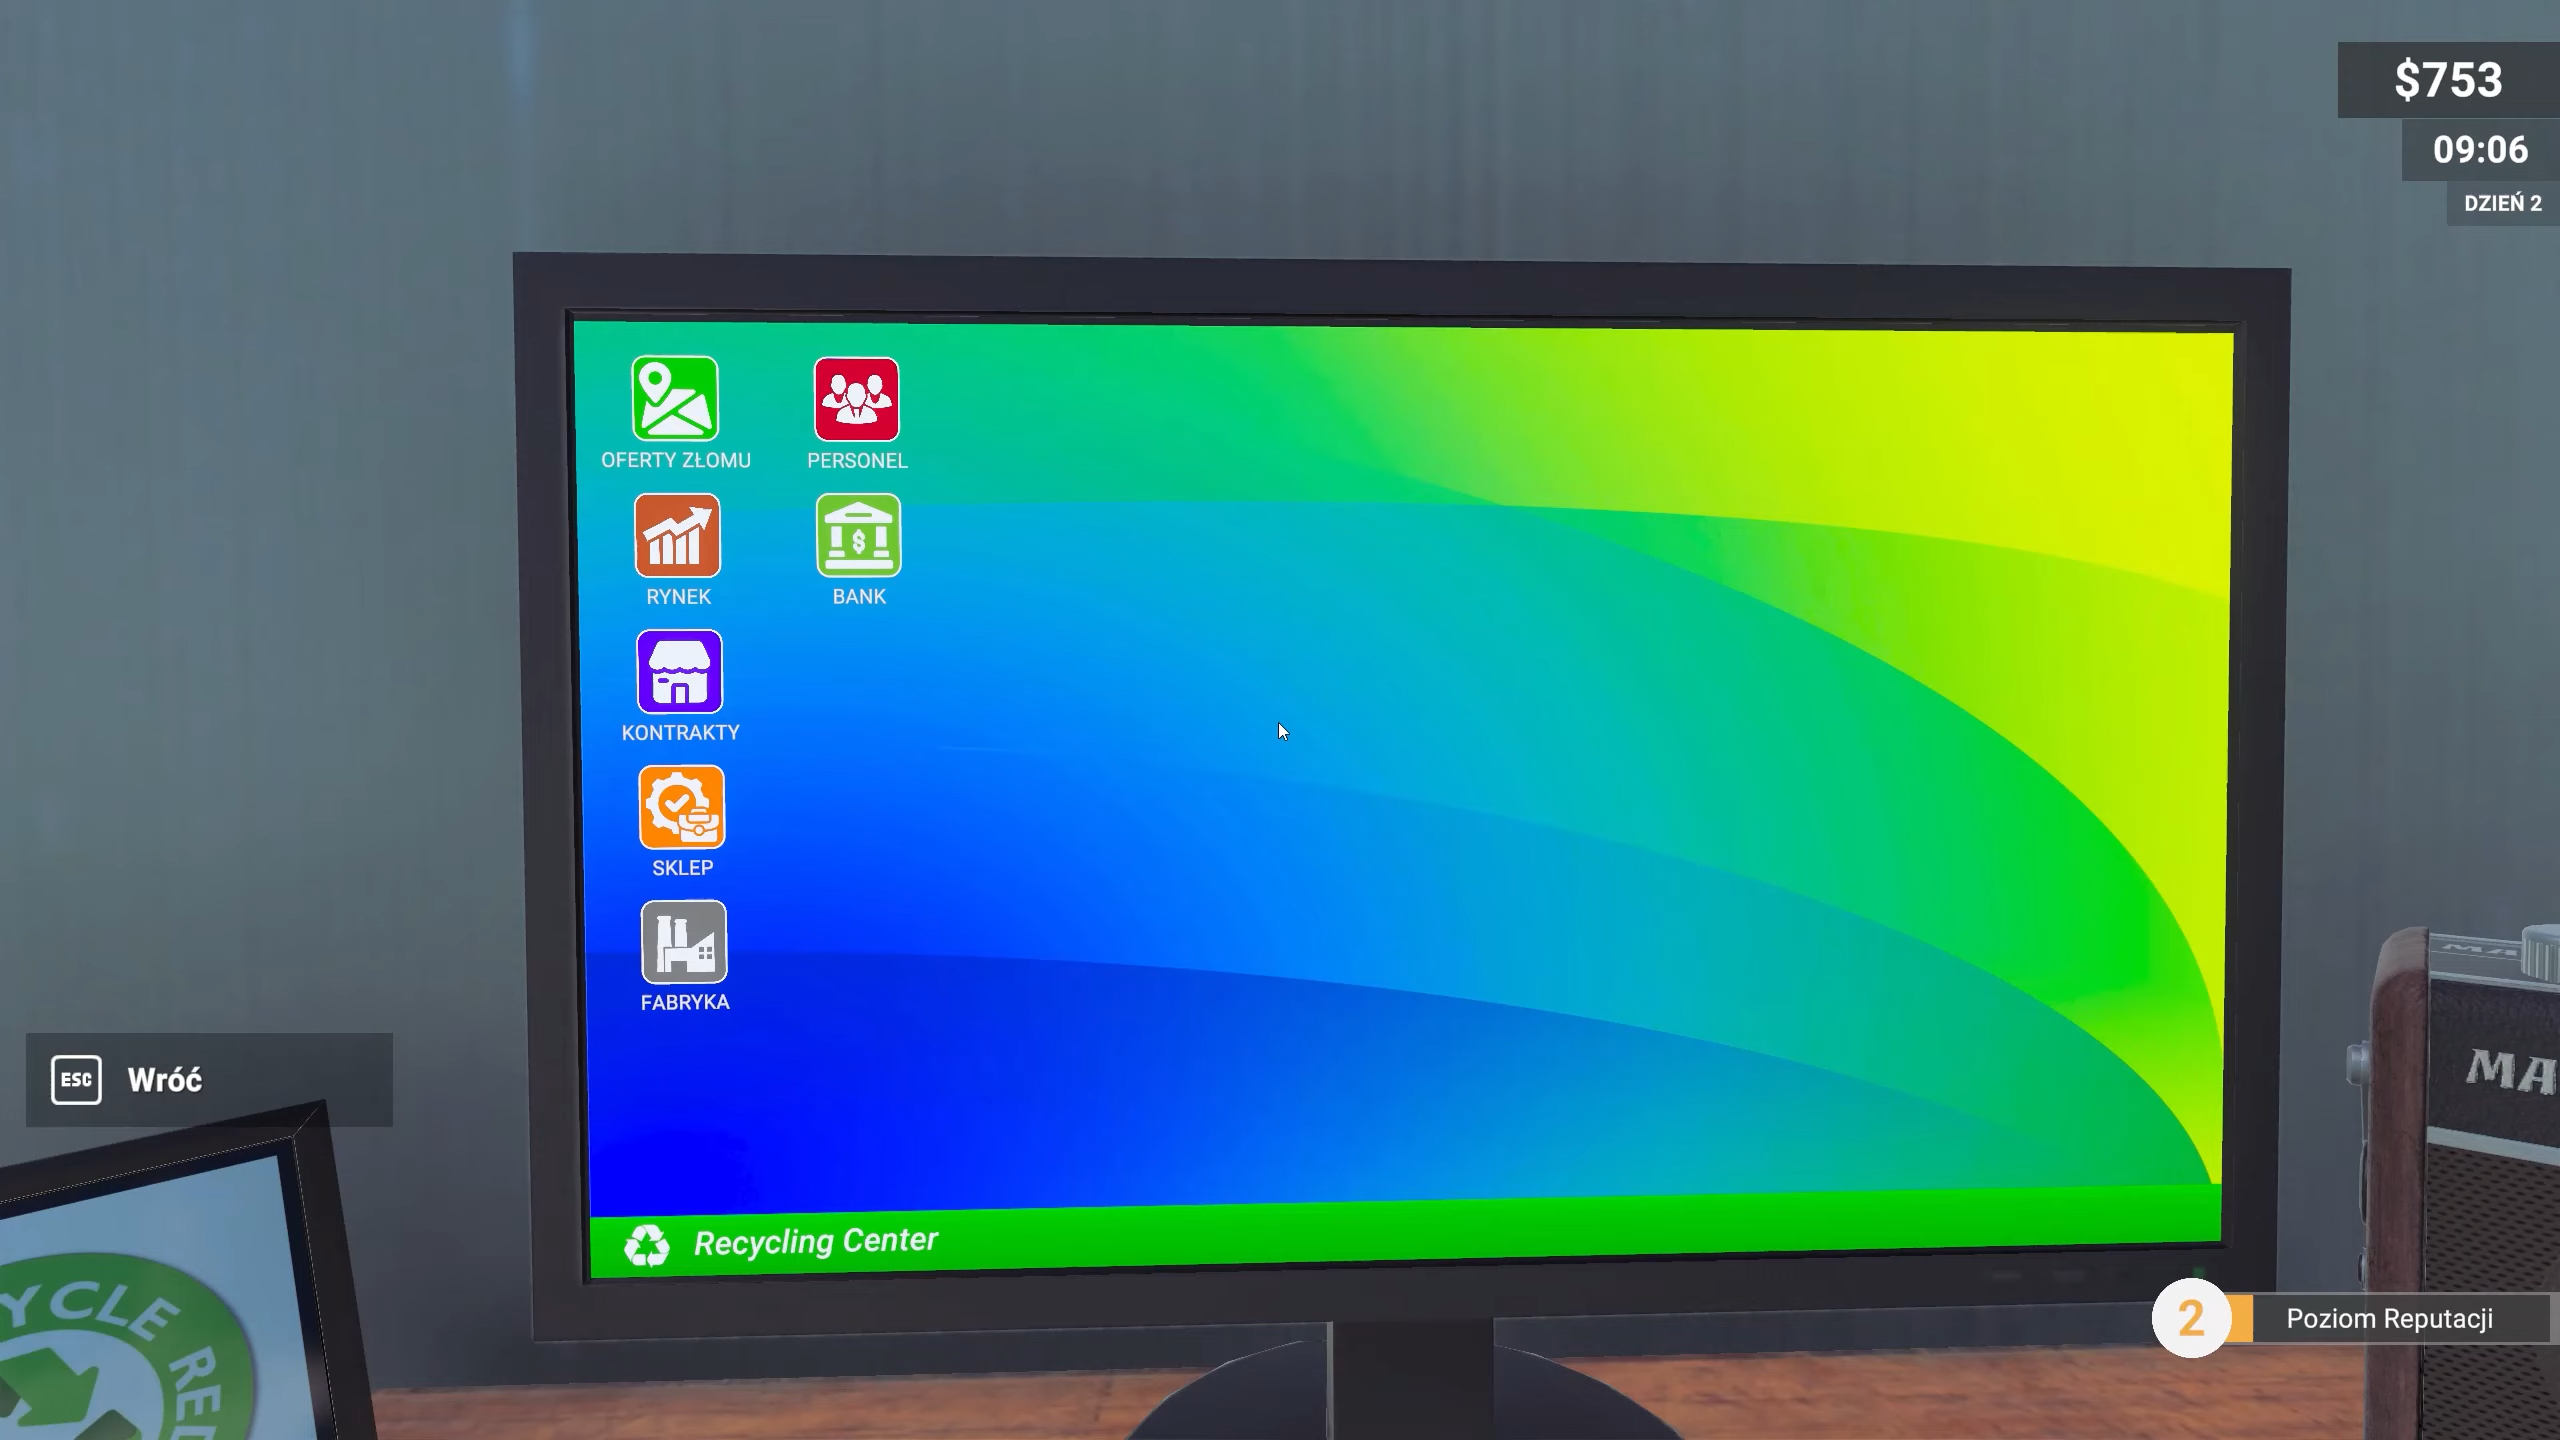 $753
09:06
DZIEŃ 2
OFERTY ZŁOMU
PERSONEL
RYNEK
BANK
KONTRAKTY
SKLEP
FABRYKA
ESC Wróć
Recycling Center
2 Poziom Reputacji